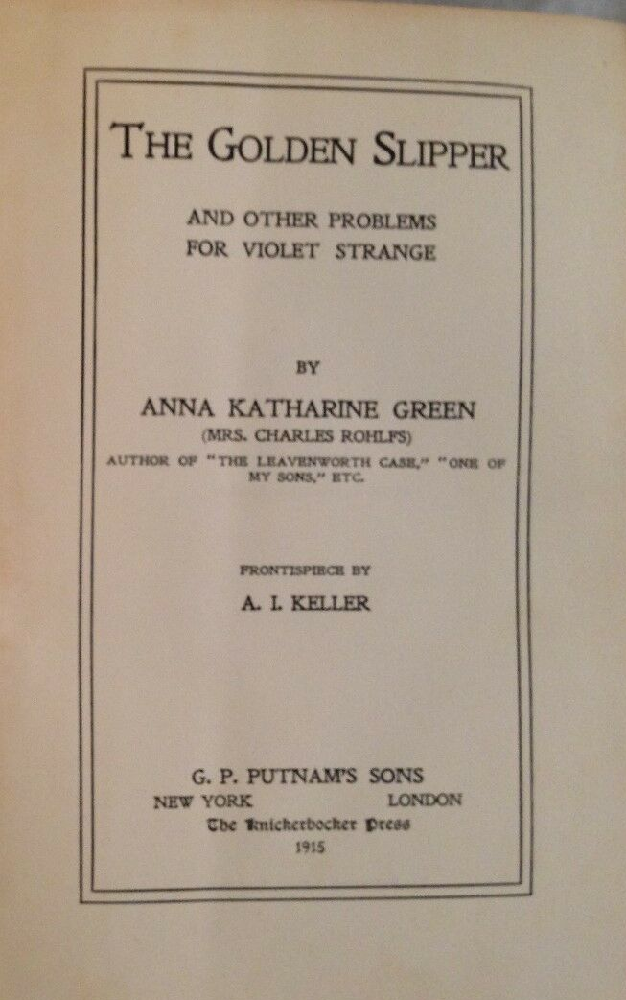 THE GOLDEN SLIPPER
AND OTHER PROBLEMS
FOR VIOLET STRANGE
BY
ANNA KATHARINE GREEN
(MRS. CHARLES ROHLFS)
AUTHOR OF "THE LEAVENWORTH CASE," "ONE OF
MY SONS," ETC.
FRONTISPIECE BY
A. I. KELLER
G. P. PUTNAM'S SONS
NEW YORK LONDON
The Knickerbocker Press
1915